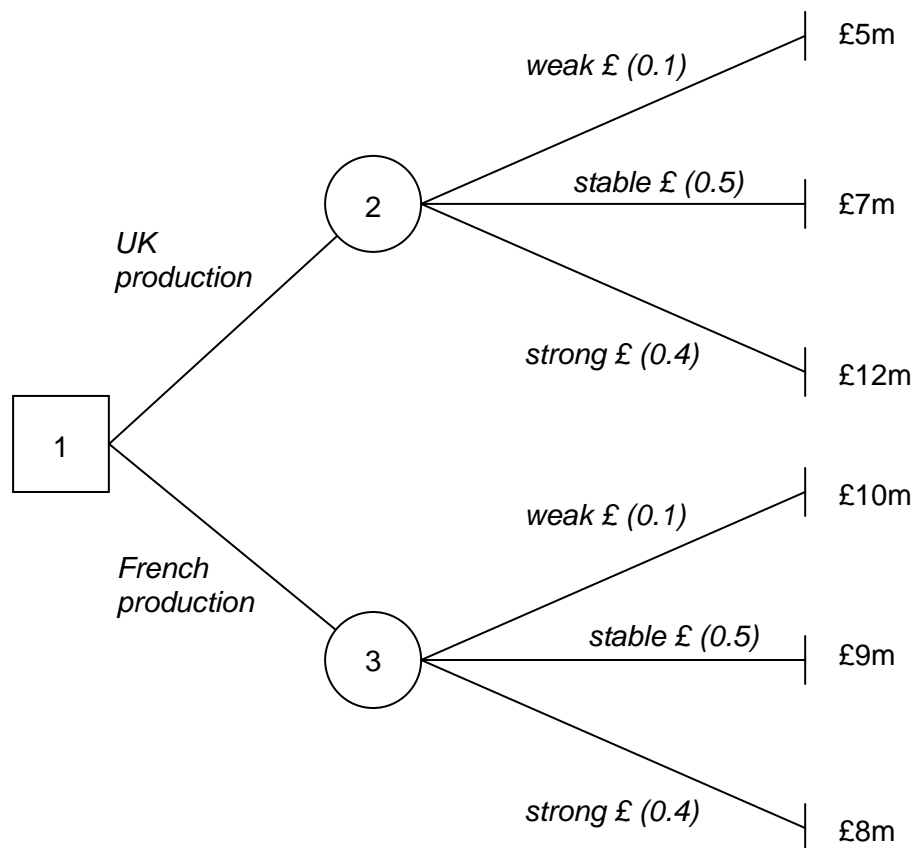 £5m
weak £ (0.1)
stable £ (0.5)
£7m
2
UK
production
strong £ (0.4)
£12m
1
weak £ (0.1)
£10m
French
production
stable £ (0.5)
£9m
3
strong £ (0.4)
£8m